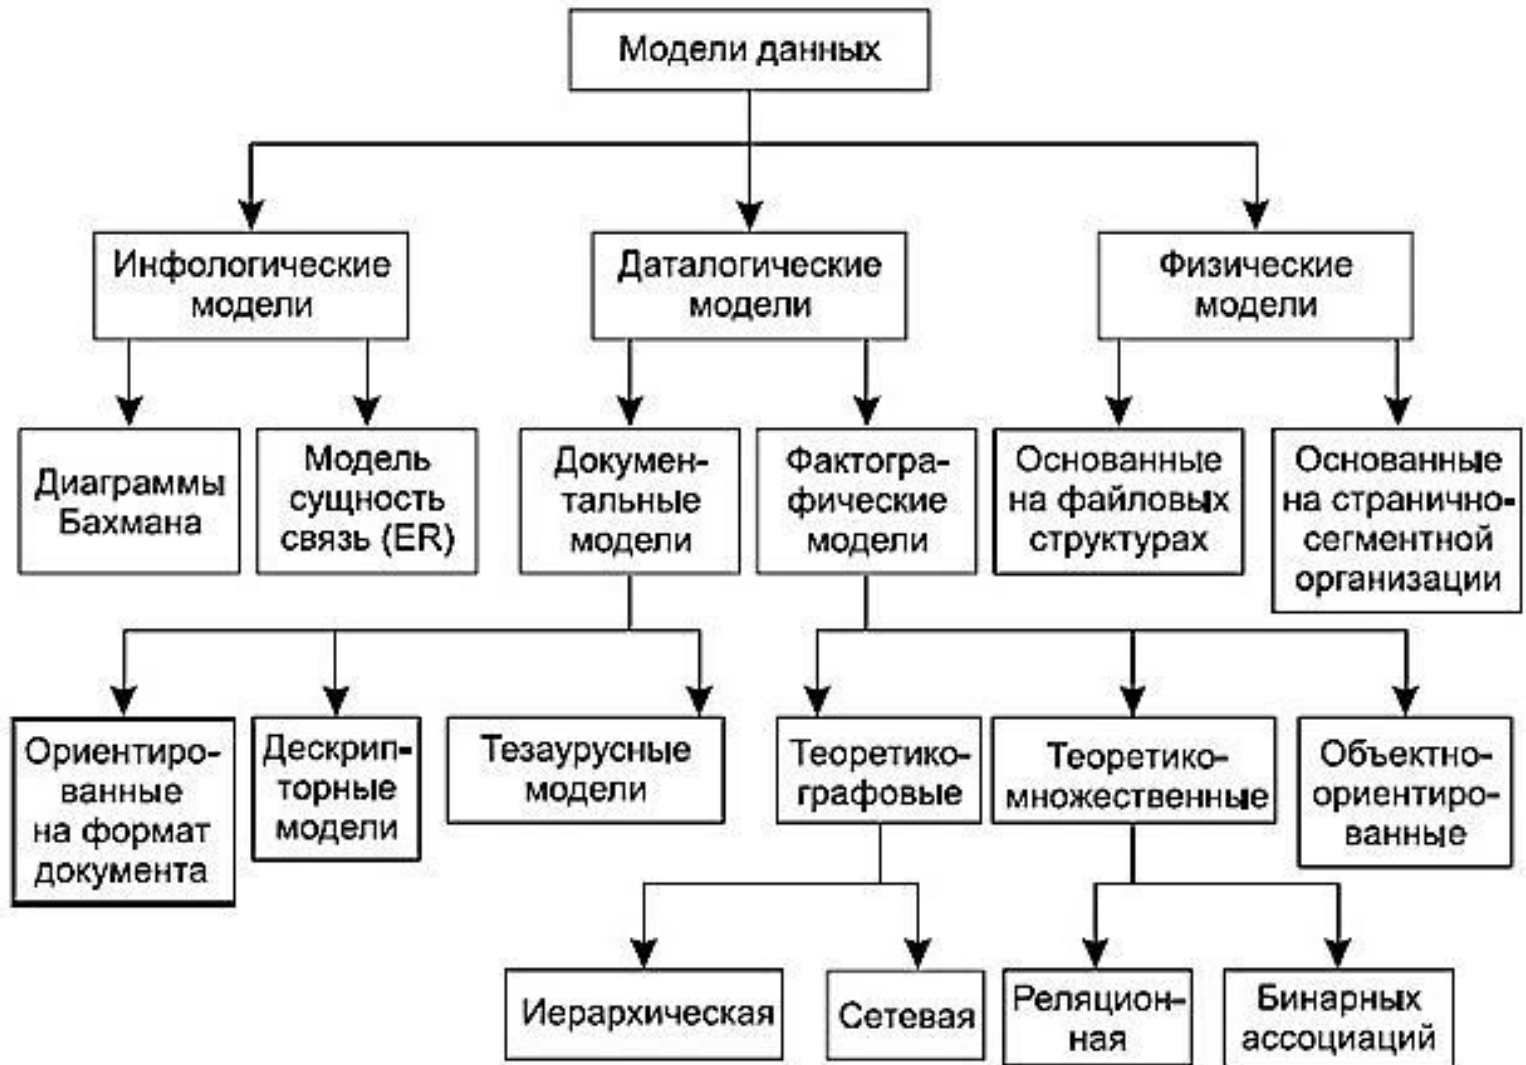 Модели данных
Инфологические
модели
Даталогические
модели
Физические
модели
Диаграммы
Бахмана
Модель
сущность
связь (ER)
Докумен-
тальные
модели
Фактогра-
фические
модели
Основанные
на файловых
структурах
Основанные
на странично-
сегментной
организации
Ориентиро-
ванные
на формат
документа
Дескрип-
торные
модели
Тезаурусные
модели
Теоретико-
графовые
Теоретико-
множественные
Объектно-
ориентиро-
ванные
Иерархическая
Сетевая
Реляцион-
ная
Бинарных
ассоциаций